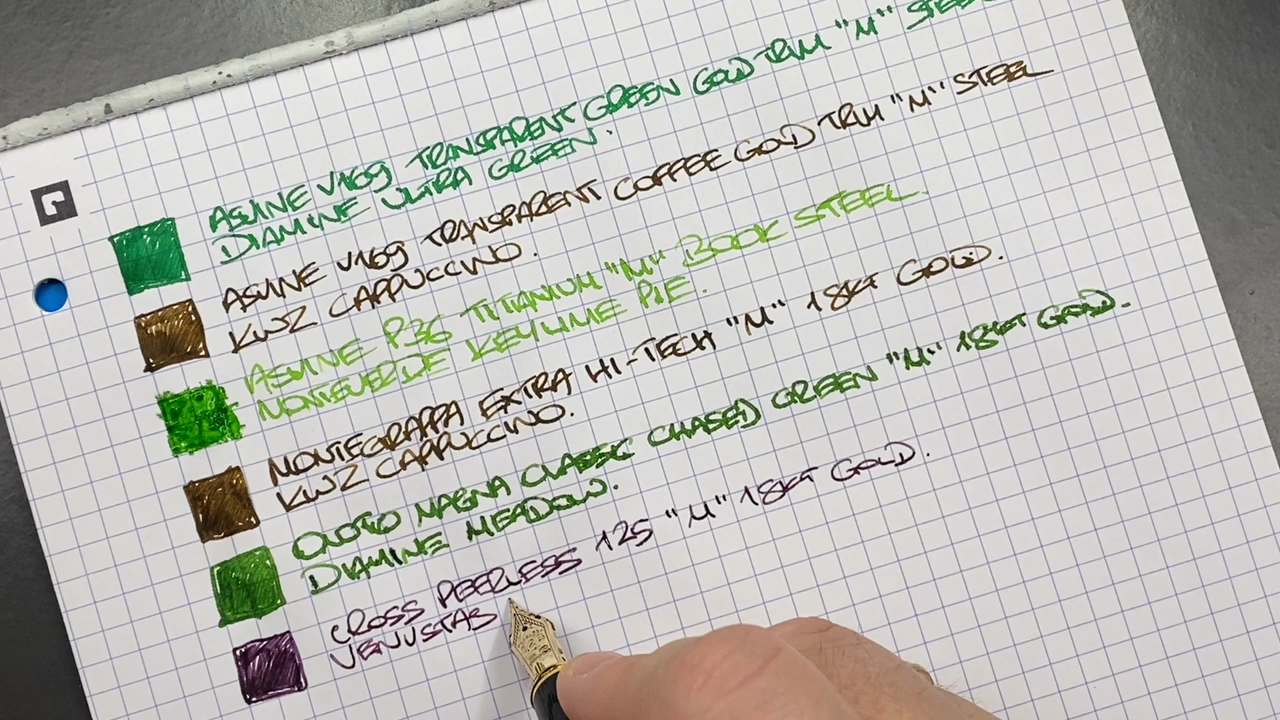 ASVINE V169 TRANSPARENT GREEN GOLD TRIM "M" STEEL
DIAMINE ULTRA GREEN.
ASVINE V169 TRANSPARENT COFFEE GOLD TRIM "M" STEEL
KWZ CAPPUCCINO.
ASVINE P36 TITANIUM "M" BOCK STEEL.
MONTEVERDE KEYLIME PIE.
MONTEGRAPPA EXTRA HI-TECH "M" 18KT GOLD.
KWZ CAPPUCCINO.
OLOTO MAGNA CLASSIC CHASED GREEN "M" 18KT GOLD.
DIAMINE MEADOW.
CROSS PEERLESS 125 "M" 18KT GOLD.
VENUSTAS